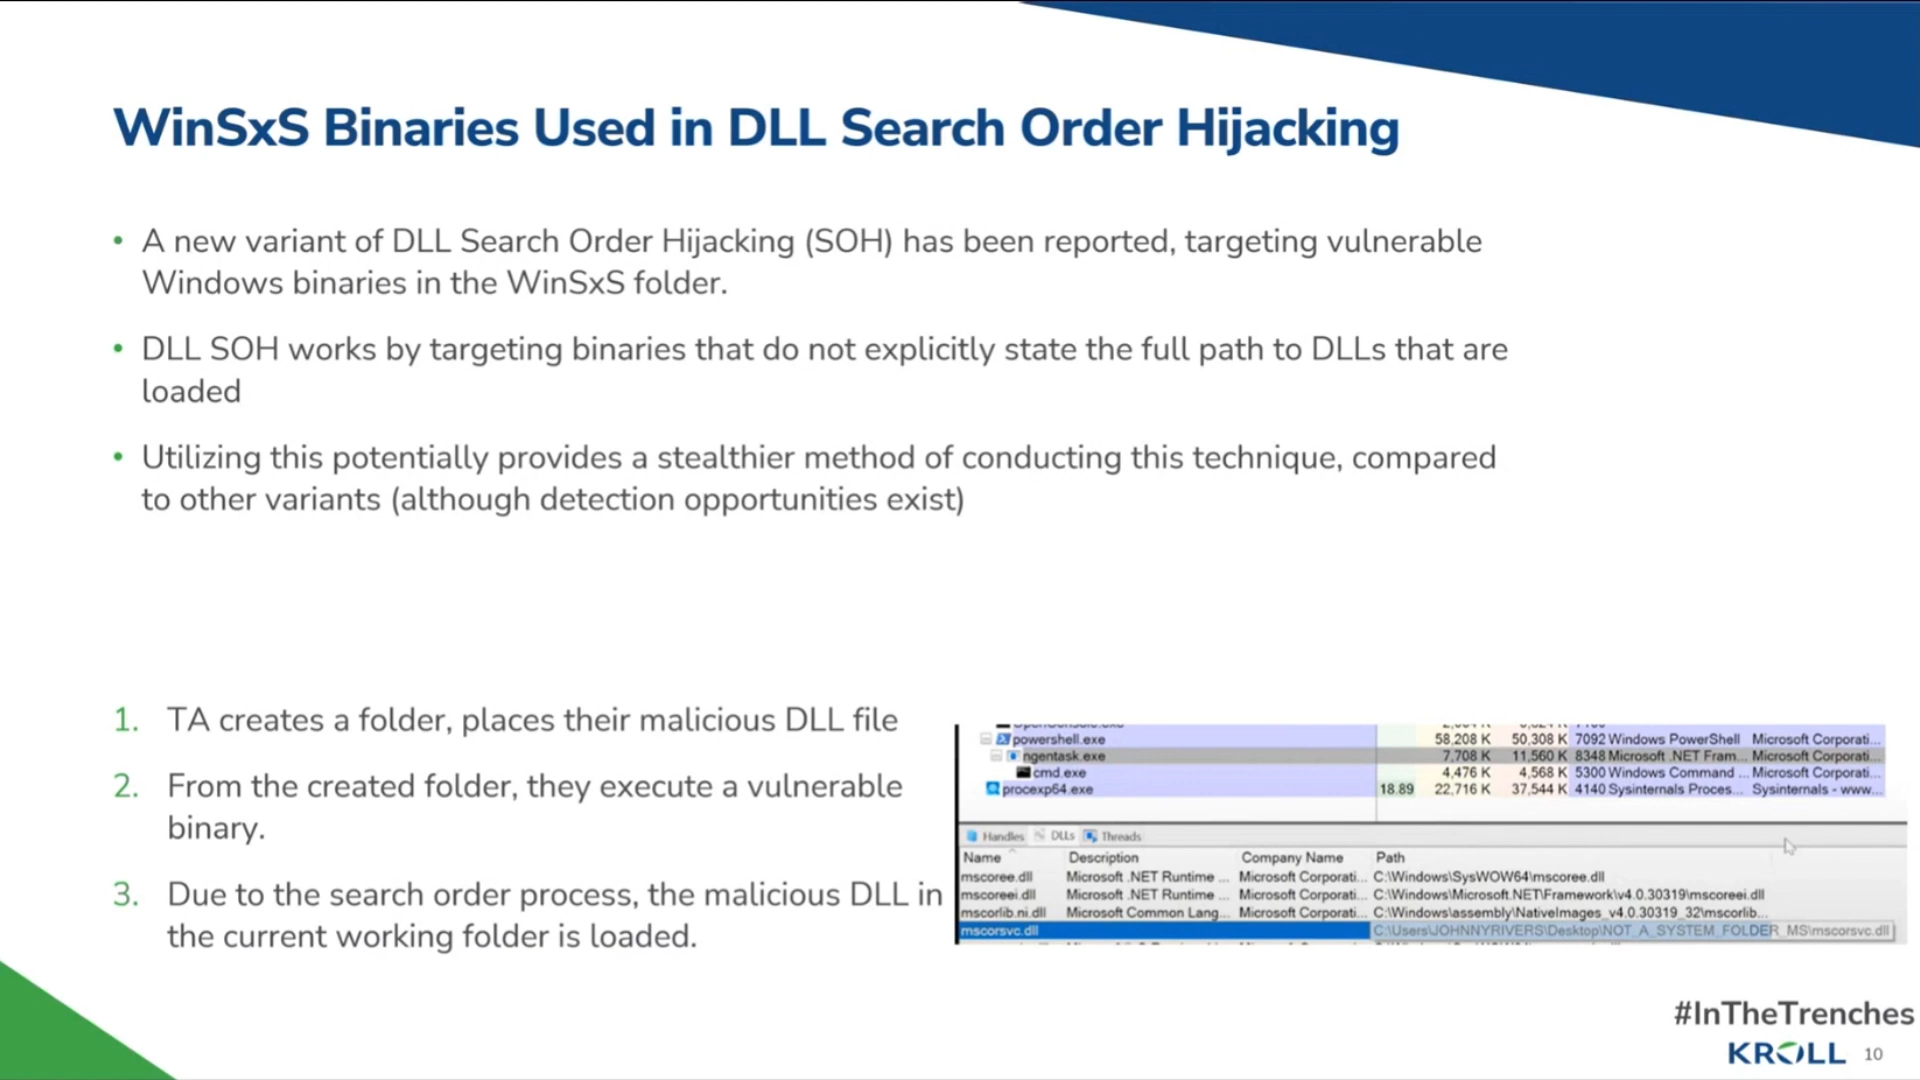 WinSxS Binaries Used in DLL Search Order Hijacking
• A new variant of DLL Search Order Hijacking (SOH) has been reported, targeting vulnerable
Windows binaries in the WinSxS folder.
• DLL SOH works by targeting binaries that do not explicitly state the full path to DLLs that are
loaded
• Utilizing this potentially provides a stealthier method of conducting this technique, compared
to other variants (although detection opportunities exist)
1. TA creates a folder, places their malicious DLL file
2. From the created folder, they execute a vulnerable
binary.
3. Due to the search order process, the malicious DLL in
the current working folder is loaded.
powershell.exe 58,208 K 50,308 K 7092 Windows PowerShell Microsoft Corporati...
ngentask.exe 7,708 K 11,560 K 8348 Microsoft .NET Fram... Microsoft Corporati...
cmd.exe 4,476 K 4,568 K 5300 Windows Command ... Microsoft Corporati...
procexp64.exe 18.89 22,716 K 37,544 K 4140 Sysinternals Proces... Sysinternals - www...
Handles DLLs Threads
Name Description Company Name Path
mscoree.dll Microsoft .NET Runtime ... Microsoft Corporati... C:\Windows\SysWOW64\mscoree.dll
mscoreei.dll Microsoft .NET Runtime ... Microsoft Corporati... C:\Windows\Microsoft.NET\Framework\v4.0.30319\mscoreei.dll
mscorlib.ni.dll Microsoft Common Lang... Microsoft Corporati... C:\Windows\assembly\NativeImages_v4.0.30319_32\mscorlib...
mscorsvc.dll C:\Users\JOHNNYRIVERS\Desktop\NOT_A_SYSTEM_FOLDER_MS\mscorsvc.dll
#InTheTrenches
KROLL 10